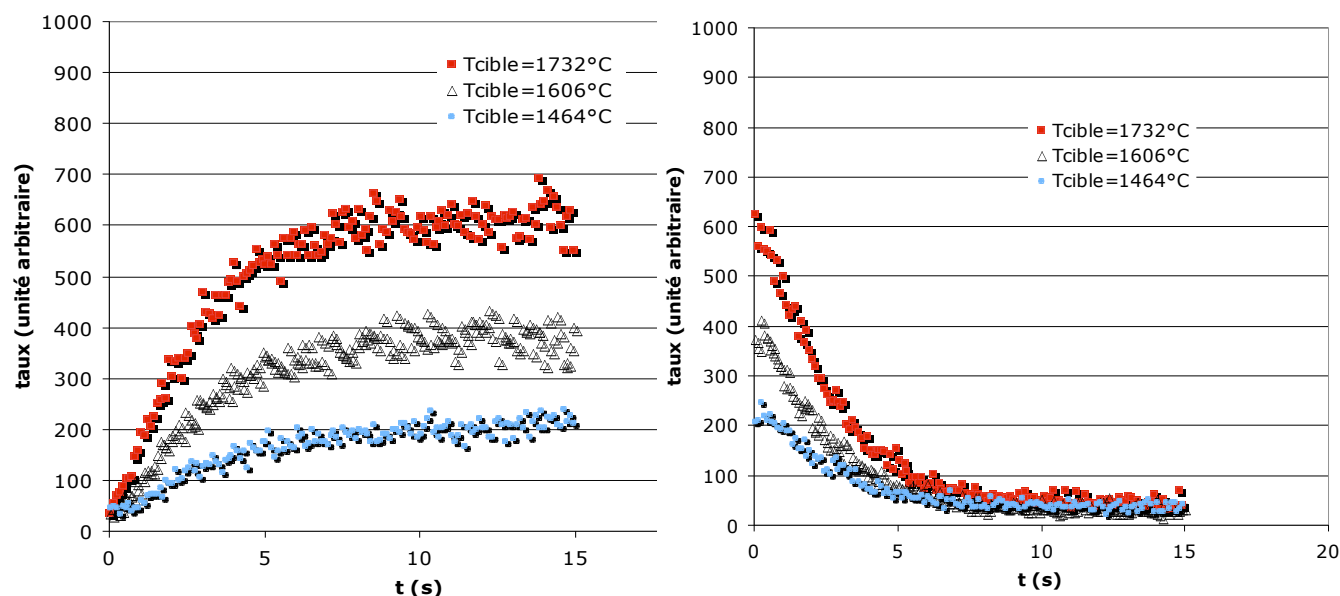 1000
900
800
700
600
500
400
300
200
100
0
0 5 10 15
t (s)
taux (unité arbitraire)
Tcible=1732°C
Tcible=1606°C
Tcible=1464°C
1000
900
800
700
600
500
400
300
200
100
0
0 5 10 15 20
t (s)
taux (unité arbitraire)
Tcible=1732°C
Tcible=1606°C
Tcible=1464°C